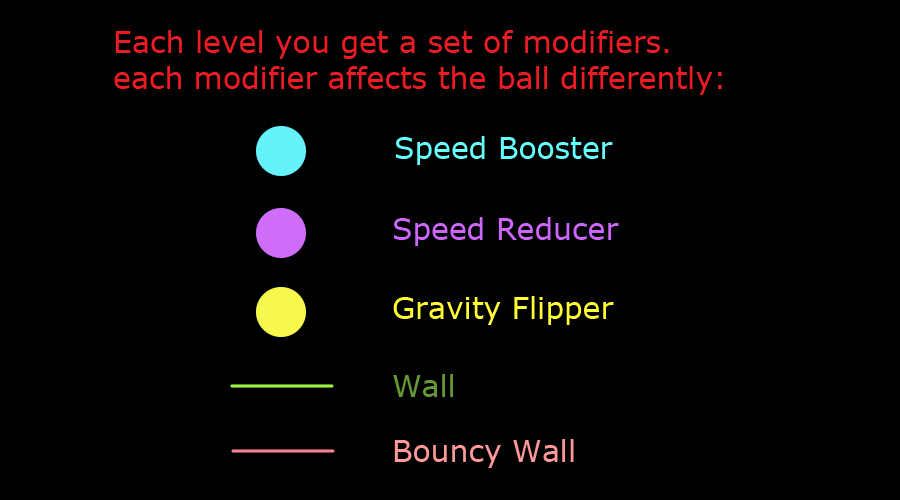 Each level you get a set of modifiers.
each modifier affects the ball differently:
Speed Booster
Speed Reducer
Gravity Flipper
Wall
Bouncy Wall